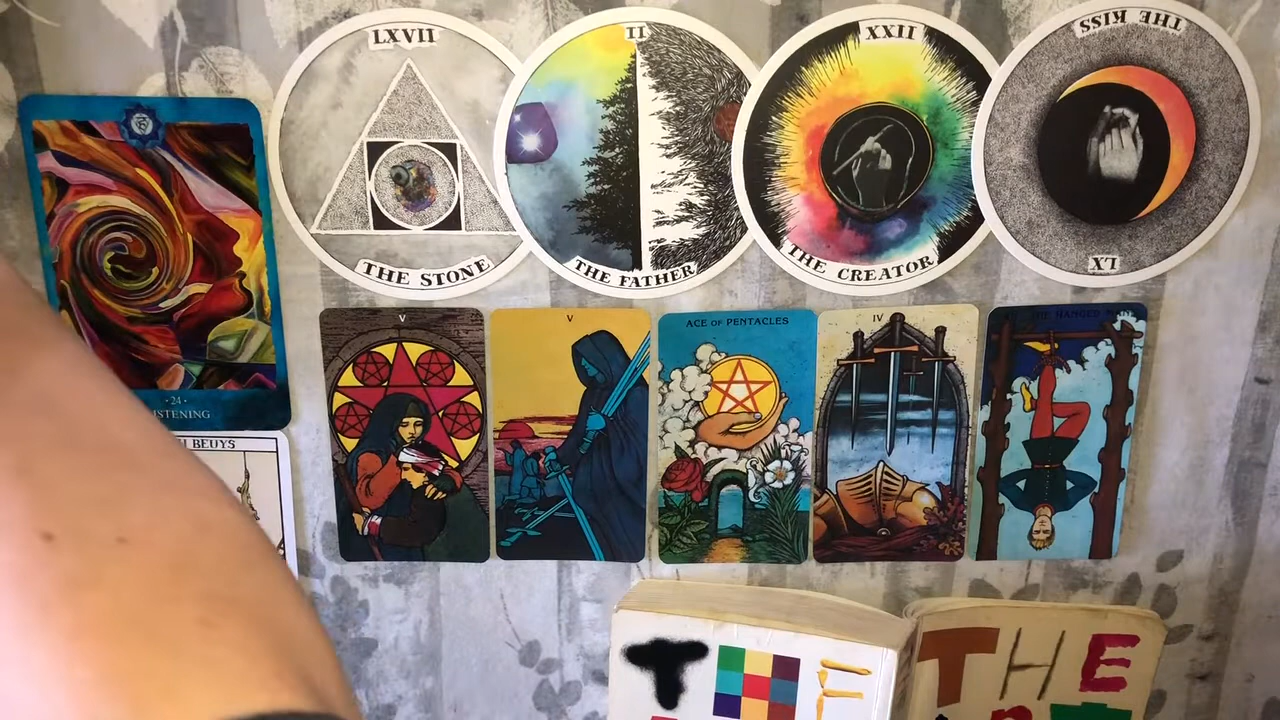 LXVII
THE STONE
II
THE FATHER
XXII
THE CREATOR
THE KISS
LX
·24·
ISTENING
BEUYS
V
V
ACE OF PENTACLES
IV
THE HANGED MAN
T E
THE